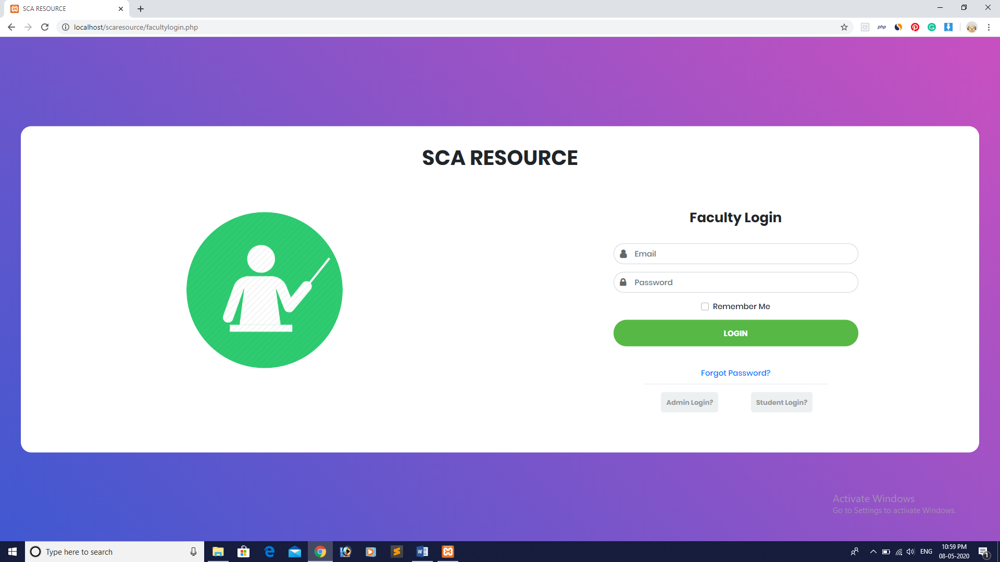 SCA RESOURCE
localhost/scaresource/facultylogin.php
php
SCA RESOURCE
Faculty Login
Email
Password
Remember Me
LOGIN
Forgot Password?
Admin Login?
Student Login?
Activate Windows
Go to Settings to activate Windows.
Type here to search
ENG
10:59 PM
08-05-2020
1